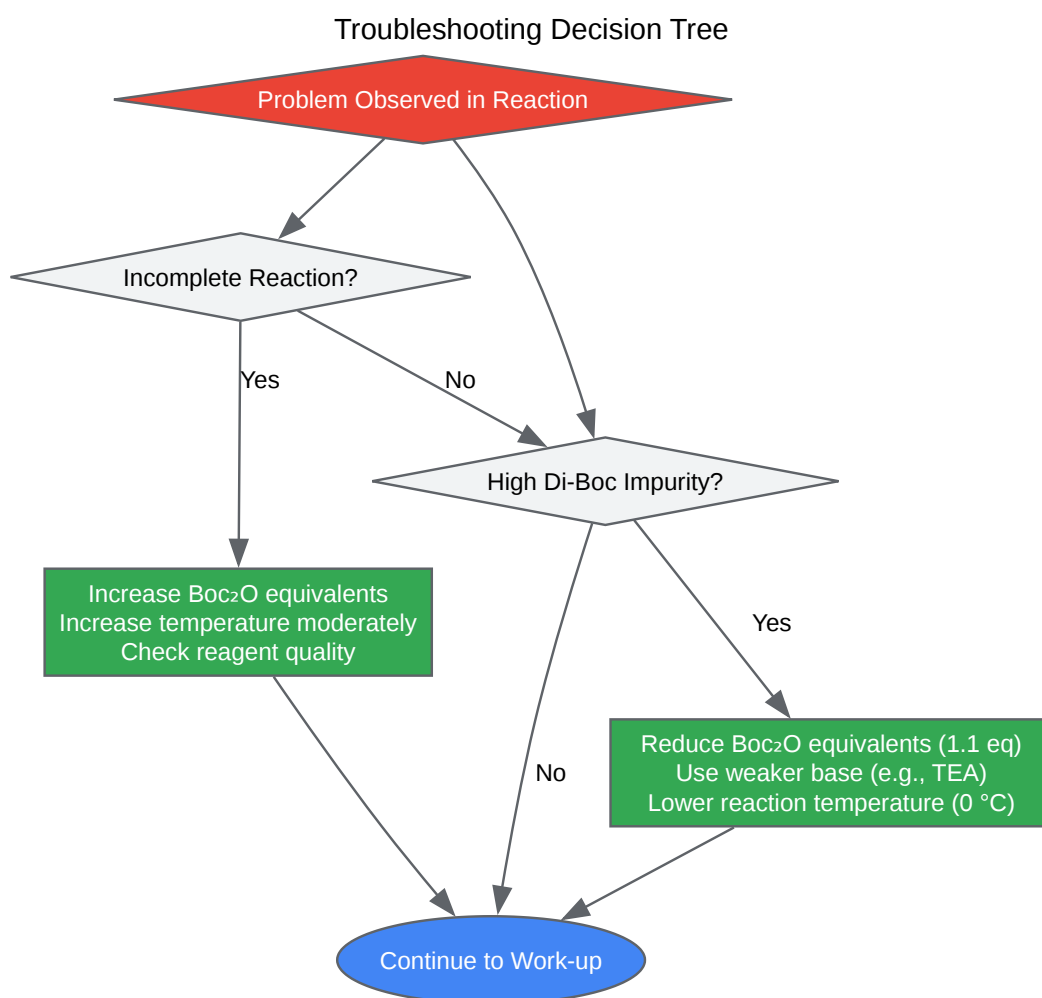 Troubleshooting Decision Tree
Problem Observed in Reaction
Incomplete Reaction?
Yes
No
High Di-Boc Impurity?
Increase Boc₂O equivalents
Increase temperature moderately
Check reagent quality
Yes
No
Reduce Boc₂O equivalents (1.1 eq)
Use weaker base (e.g., TEA)
Lower reaction temperature (0 °C)
Continue to Work-up